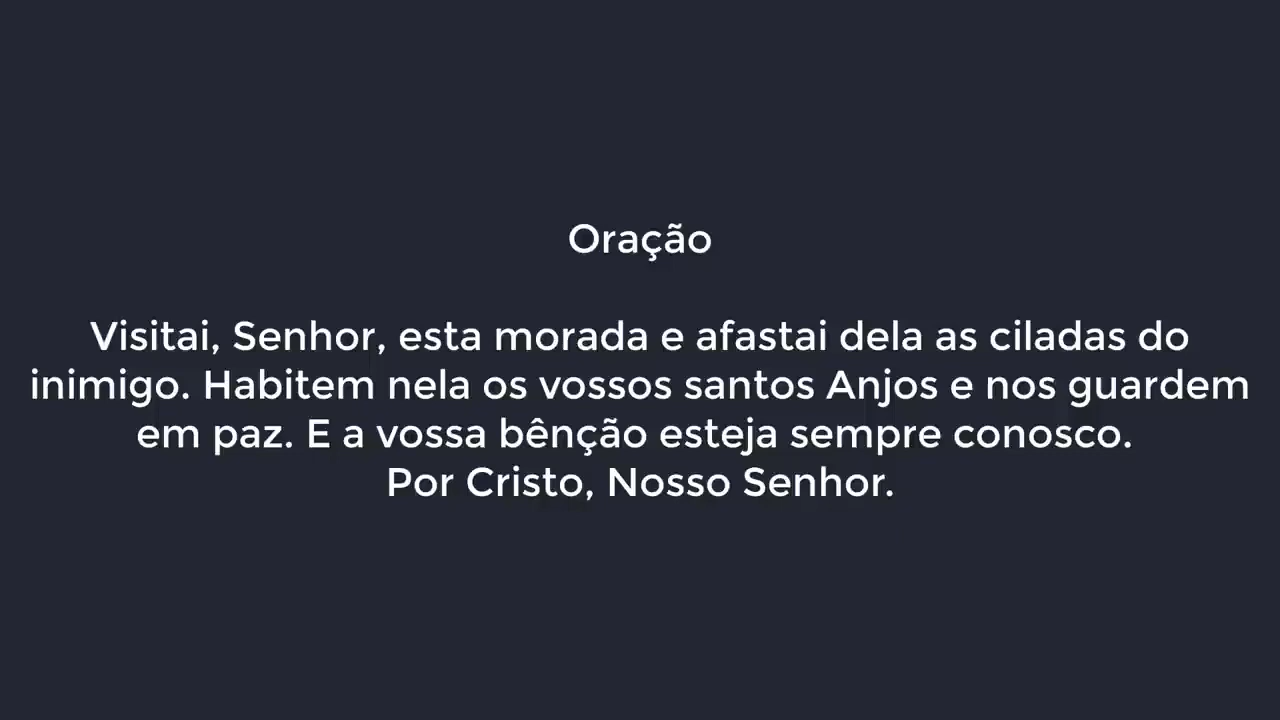 Oração
Visitai, Senhor, esta morada e afastai dela as ciladas do
inimigo. Habitem nela os vossos santos Anjos e nos guardem
em paz. E a vossa bênção esteja sempre conosco.
Por Cristo, Nosso Senhor.